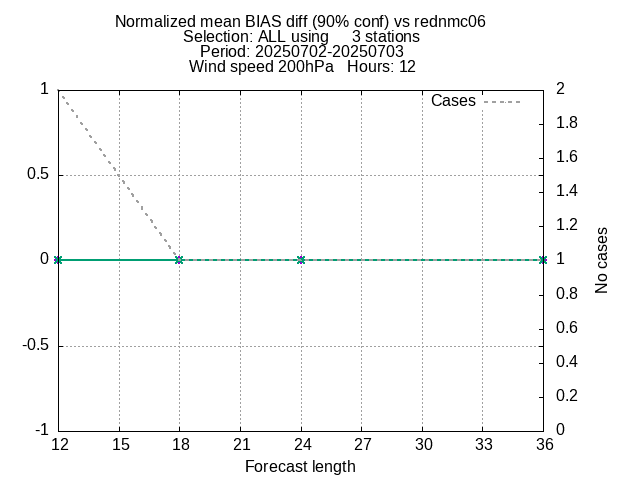 Normalized mean BIAS diff (90% conf) vs rednmc06
Selection: ALL using     3 stations
Period: 20250702-20250703
Wind speed 200hPa   Hours: 12
Cases
1
0.5
0
-0.5
-1
2
1.8
1.6
1.4
1.2
1
0.8
0.6
0.4
0.2
0
No cases
12 15 18 21 24 27 30 33 36
Forecast length